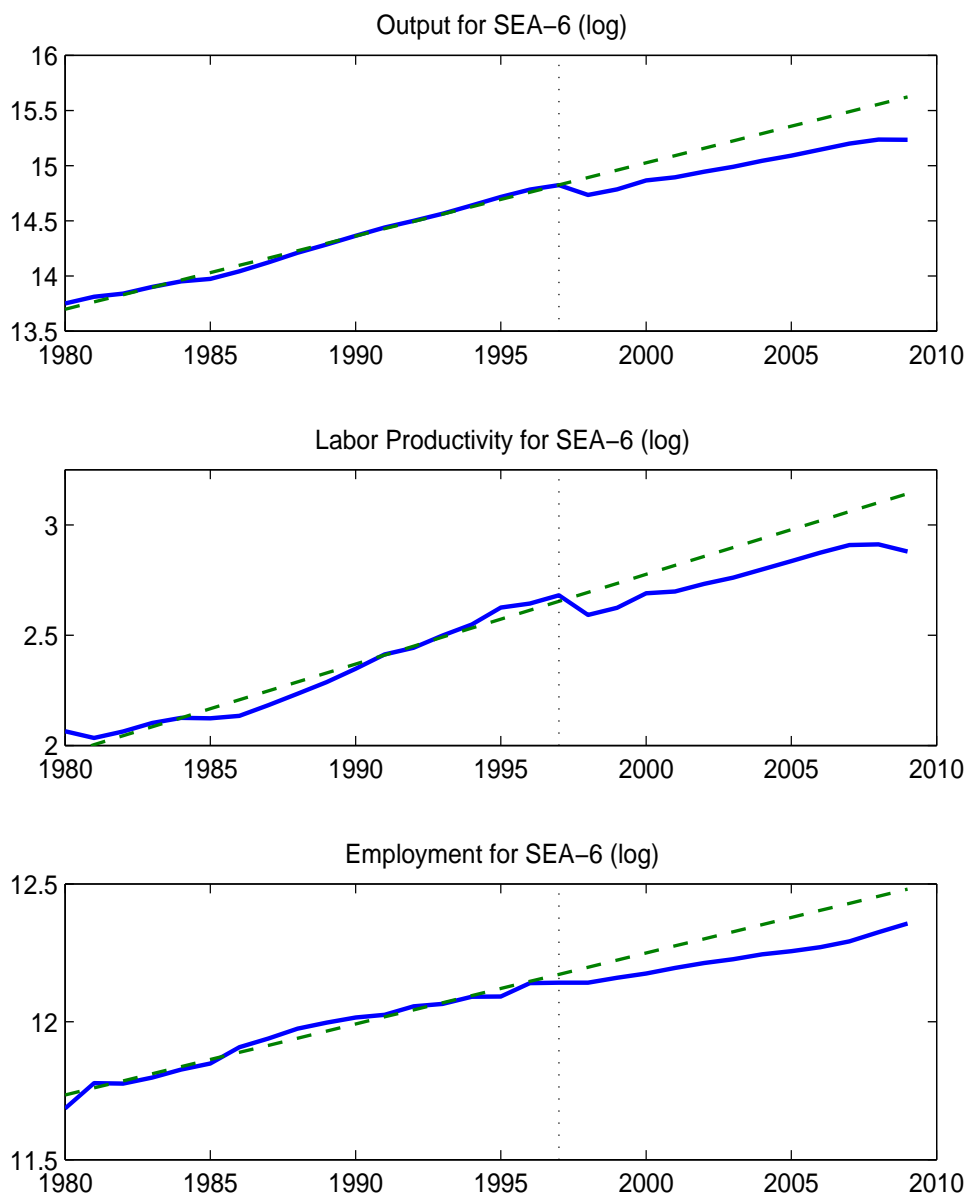 Output for SEA−6 (log)
16
15.5
15
14.5
14
13.5
1980 1985 1990 1995 2000 2005 2010
Labor Productivity for SEA−6 (log)
3
2.5
2
1980 1985 1990 1995 2000 2005 2010
Employment for SEA−6 (log)
12.5
12
11.5
1980 1985 1990 1995 2000 2005 2010